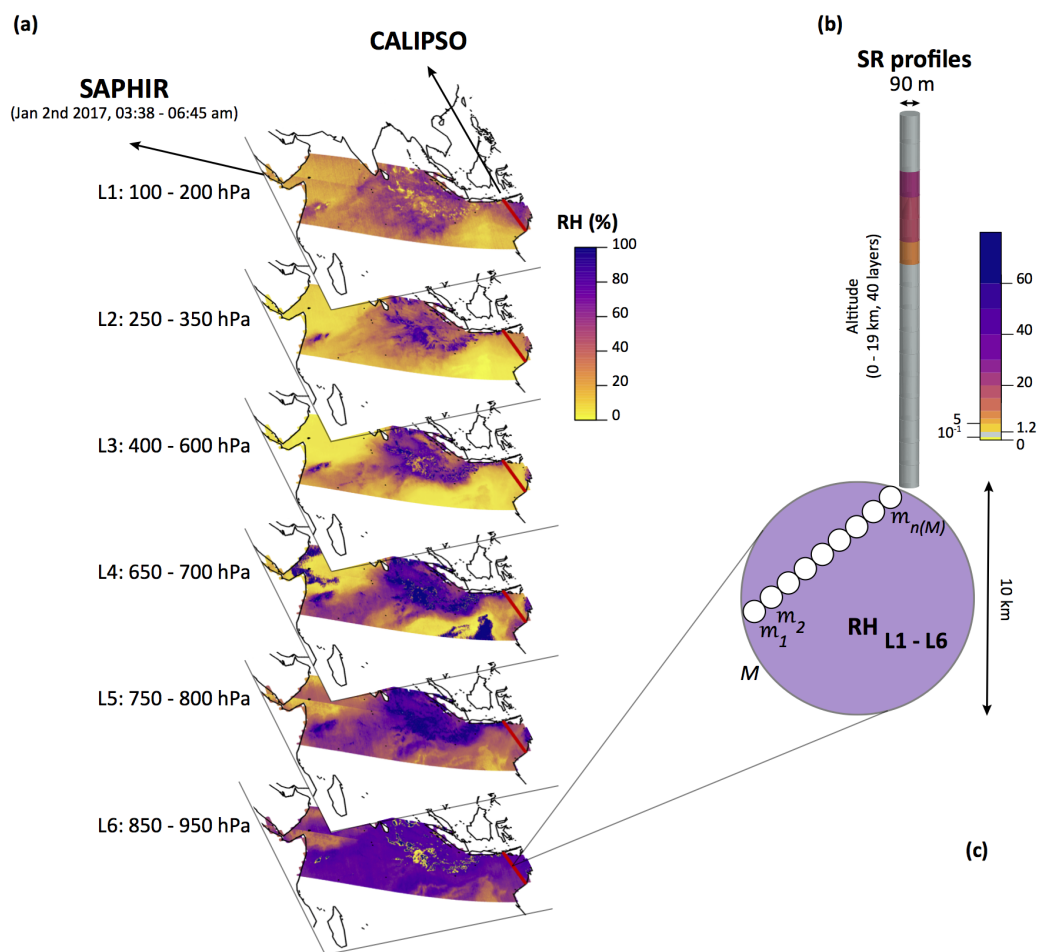 (a)
CALIPSO
SAPHIR
(Jan 2nd 2017, 03:38 - 06:45 am)
L1: 100 - 200 hPa
L2: 250 - 350 hPa
L3: 400 - 600 hPa
L4: 650 - 700 hPa
L5: 750 - 800 hPa
L6: 850 - 950 hPa
RH (%)
100
80
60
40
20
0
(b)
SR profiles
90 m
Altitude
(0 - 19 km, 40 layers)
60
40
20
5
1.2
10⁻¹
0
m₁
m₂
mₙ₍M₎
RH L1 - L6
M
10 km
(c)